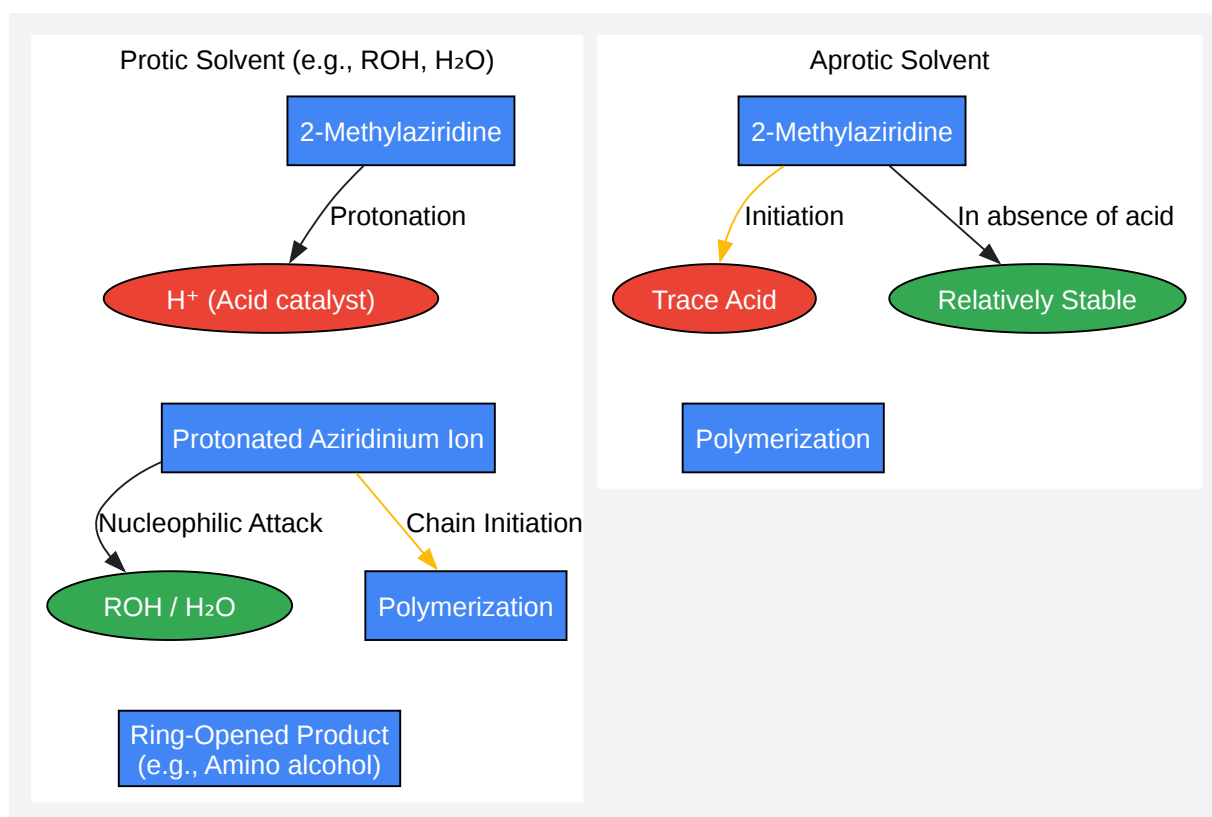 Protic Solvent (e.g., ROH, H₂O)
2-Methylaziridine
Protonation
H⁺ (Acid catalyst)
Protonated Aziridinium Ion
Nucleophilic Attack
Chain Initiation
ROH / H₂O
Polymerization
Ring-Opened Product
(e.g., Amino alcohol)
Aprotic Solvent
2-Methylaziridine
Initiation
In absence of acid
Trace Acid
Relatively Stable
Polymerization